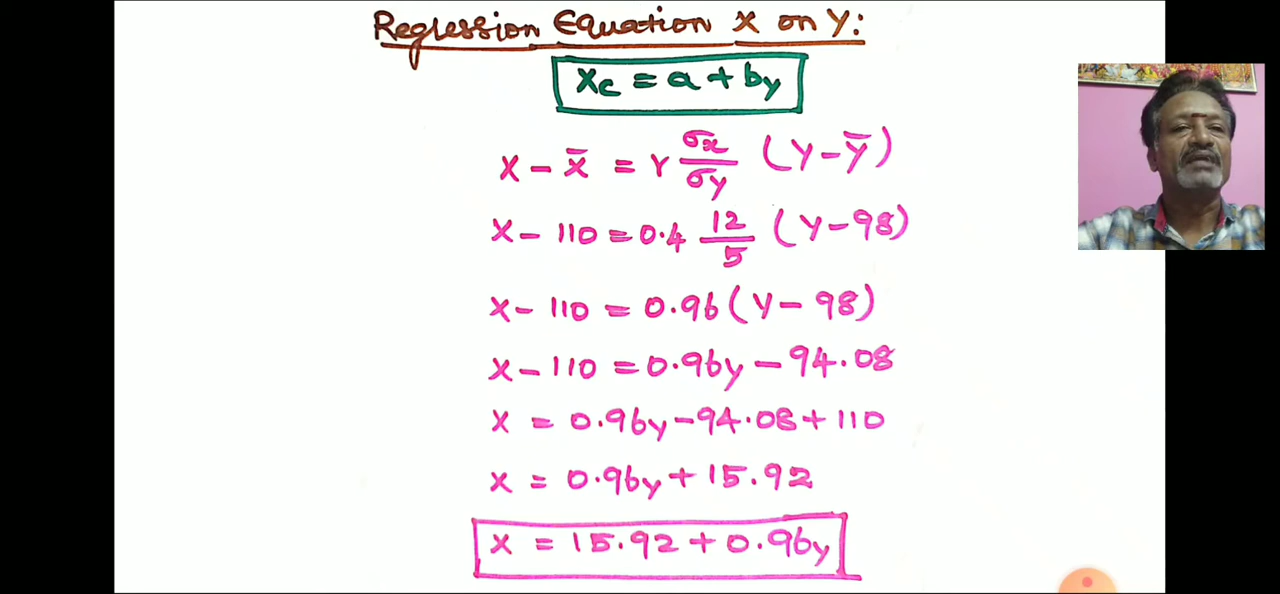 Regression Equation X on Y:
Xc = a + by
X - x̄ = r σx/σy (Y - ȳ)
X - 110 = 0.4 12/5 (Y - 98)
X - 110 = 0.96 (Y - 98)
X - 110 = 0.96y - 94.08
X = 0.96y - 94.08 + 110
X = 0.96y + 15.92
X = 15.92 + 0.96y